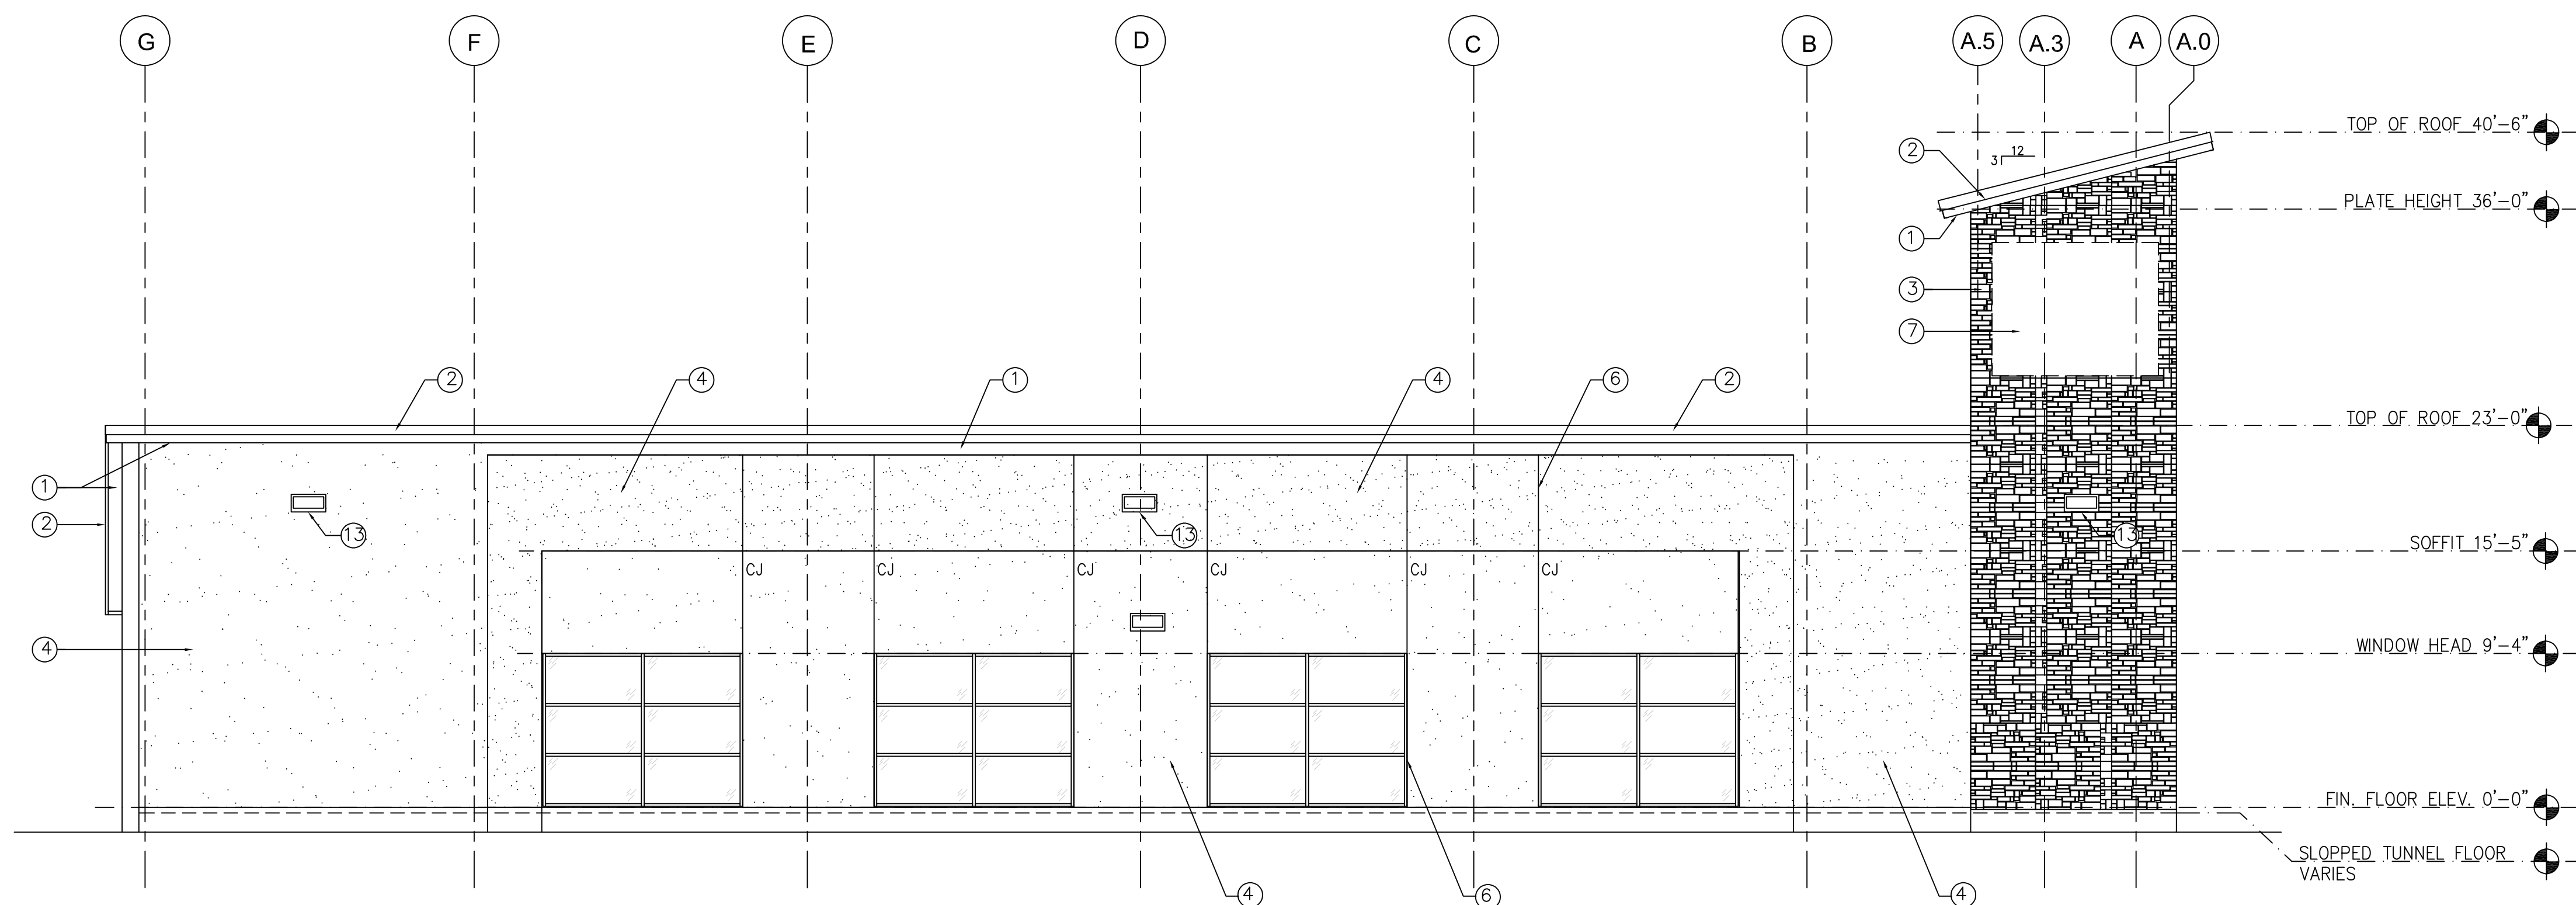 G
F
E
D
C
B
A.5
A.3
A
A.0
TOP OF ROOF 40'-6"
12
3
2
PLATE HEIGHT 36'-0"
1
3
7
2
4
1
4
6
2
TOP OF ROOF 23'-0"
1
2
13
13
13
SOFFIT 15'-5"
CJ
CJ
CJ
CJ
CJ
CJ
4
WINDOW HEAD 9'-4"
FIN. FLOOR ELEV. 0'-0"
SLOPPED TUNNEL FLOOR
VARIES
4
6
4